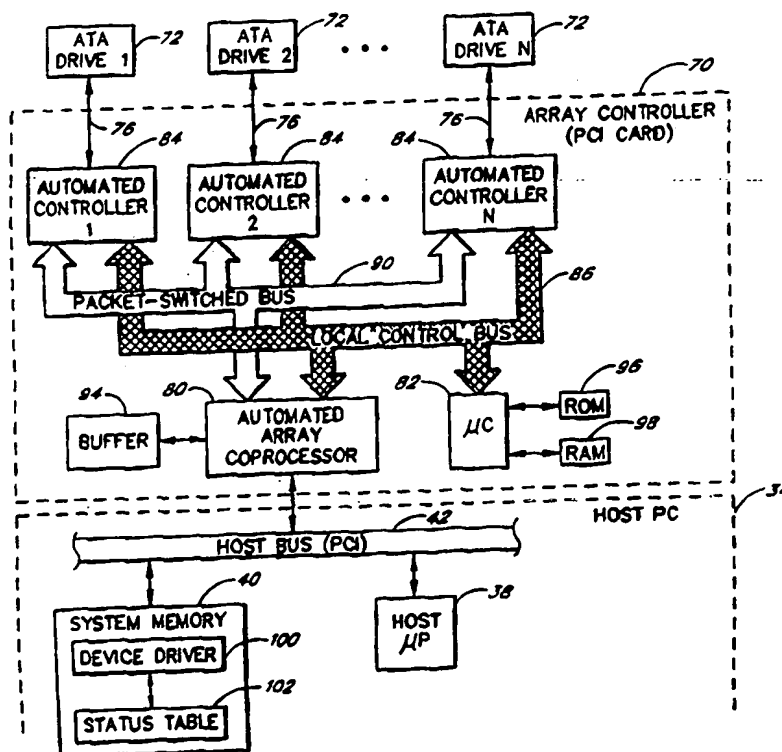 ATA DRIVE 1
72
ATA DRIVE 2
72
• • •
ATA DRIVE N
72
70
76
76
76
ARRAY CONTROLLER
(PCI CARD)
84
84
84
AUTOMATED
CONTROLLER
1
AUTOMATED
CONTROLLER
2
• • •
AUTOMATED
CONTROLLER
N
90
86
PACKET-SWITCHED BUS
LOCAL CONTROL BUS
94
80
82
96
BUFFER
AUTOMATED
ARRAY
COPROCESSOR
μC
ROM
98
RAM
42
HOST PC
HOST BUS (PCI)
40
38
SYSTEM MEMORY
100
DEVICE DRIVER
HOST
μP
102
STATUS TABLE